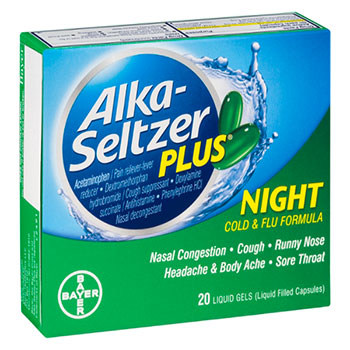 Alka-
Seltzer
PLUS®
Acetaminophen / Pain reliever-fever
reducer • Dextromethorphan
hydrobromide / Cough suppressant • Doxylamine
succinate / Antihistamine • Phenylephrine HCl
Nasal decongestant
NIGHT
COLD & FLU FORMULA
Nasal Congestion • Cough • Runny Nose
Headache & Body Ache • Sore Throat
BAYER
BAYER
20 LIQUID GELS (Liquid Filled Capsules)